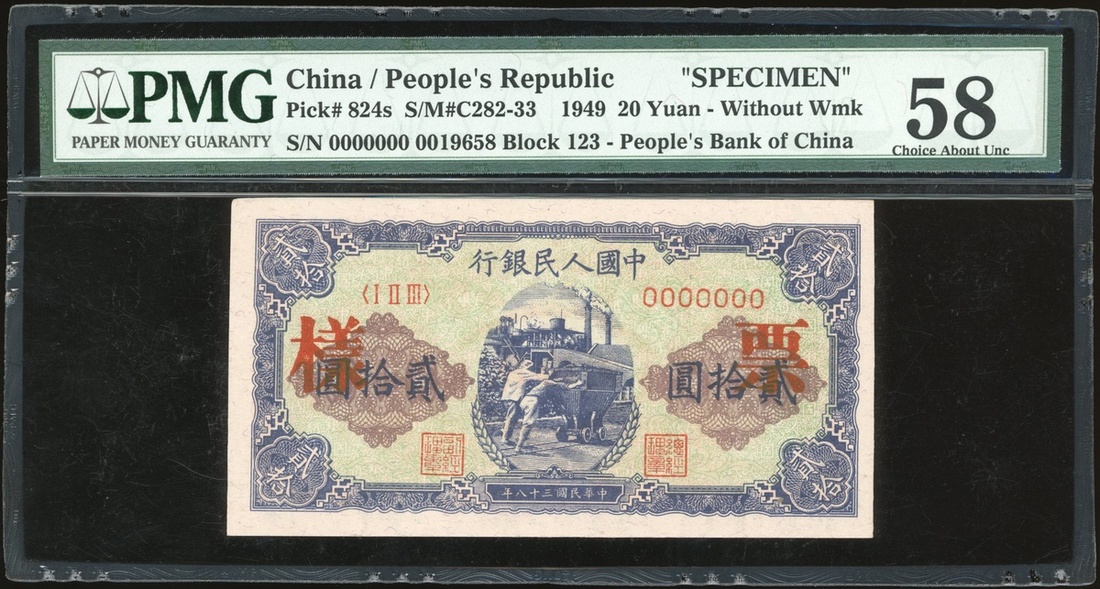 PMG
PAPER MONEY GUARANTY
China / People's Republic "SPECIMEN"
Pick# 824s S/M#C282-33 1949 20 Yuan - Without Wmk
S/N 0000000 0019658 Block 123 - People's Bank of China
58
Choice About Unc
貳拾
貳拾
行銀民人國中
〈I II III〉
0000000
樣
票
圓拾貳
圓拾貳
貳拾
貳拾
年八十三國民華中